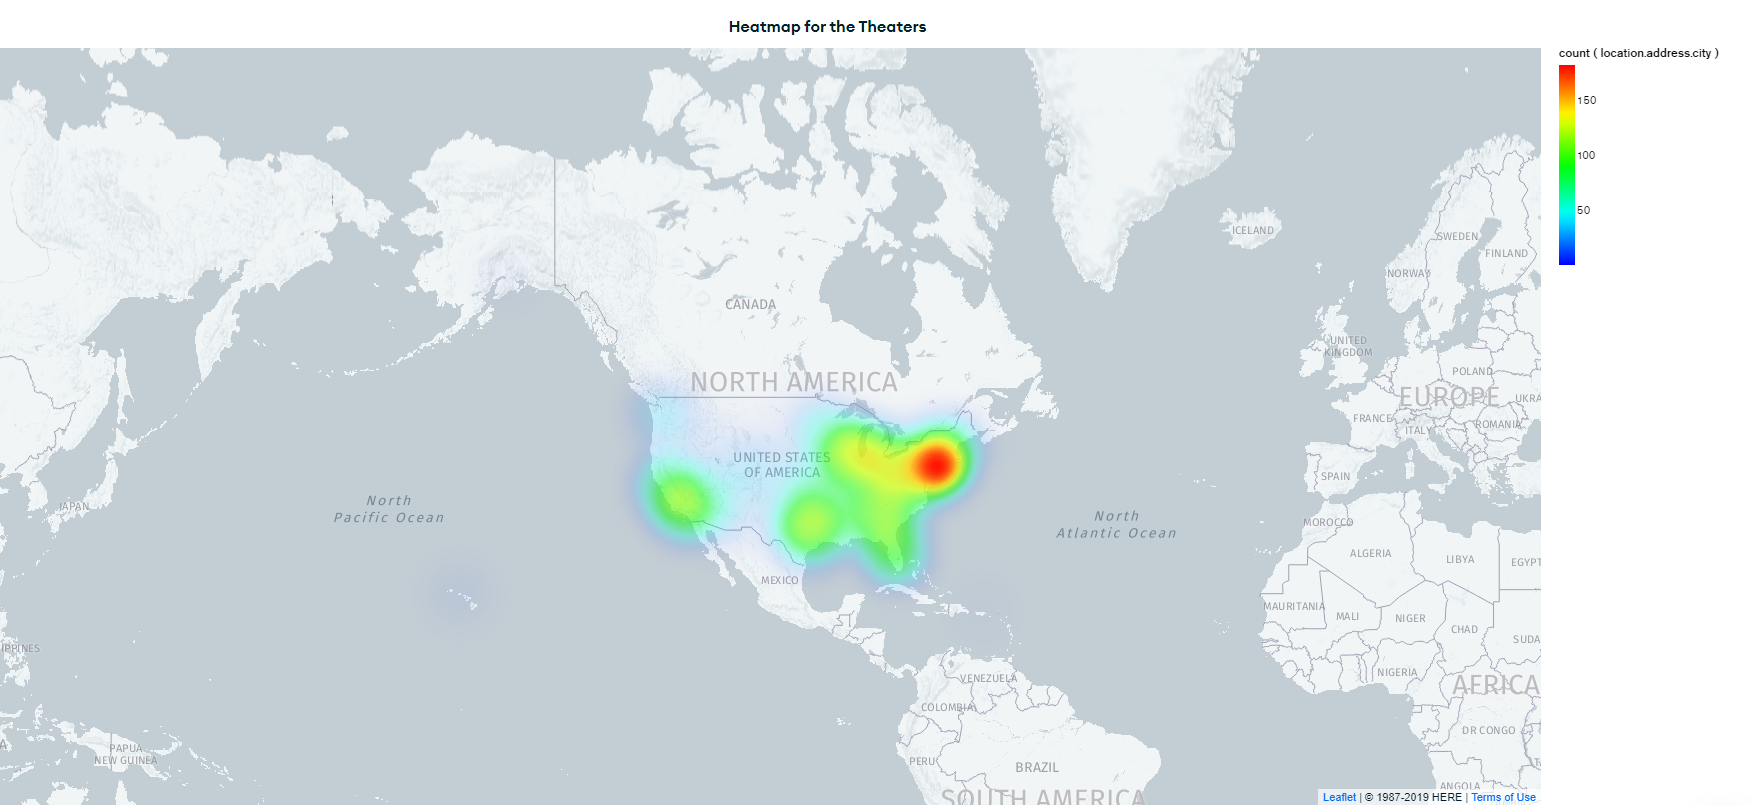 Heatmap for the Theaters
count ( location.address.city )
150
100
50
ICELAND
SWEDEN
FINLAND
NORWAY
CANADA
UNITED
KINGDOM
POLAND
NORTH AMERICA
EUROPE
UKRA
FRANCE
ROMANIA
ITALY
UNITED STATES
OF AMERICA
SPAIN
North
Pacific Ocean
JAPAN
North
Atlantic Ocean
MOROCCO
ALGERIA
LIBYA
EGYPT
MEXICO
MAURITANIA
MALI
NIGER
CHAD
SUDA
IPPINES
NIGERIA
VENEZUELA
AFRICA
COLOMBIA
DR CONGO
PAPUA
NEW GUINEA
PERU
BRAZIL
ANGOLA
SOUTH AMERICA
Leaflet | © 1987-2019 HERE | Terms of Use